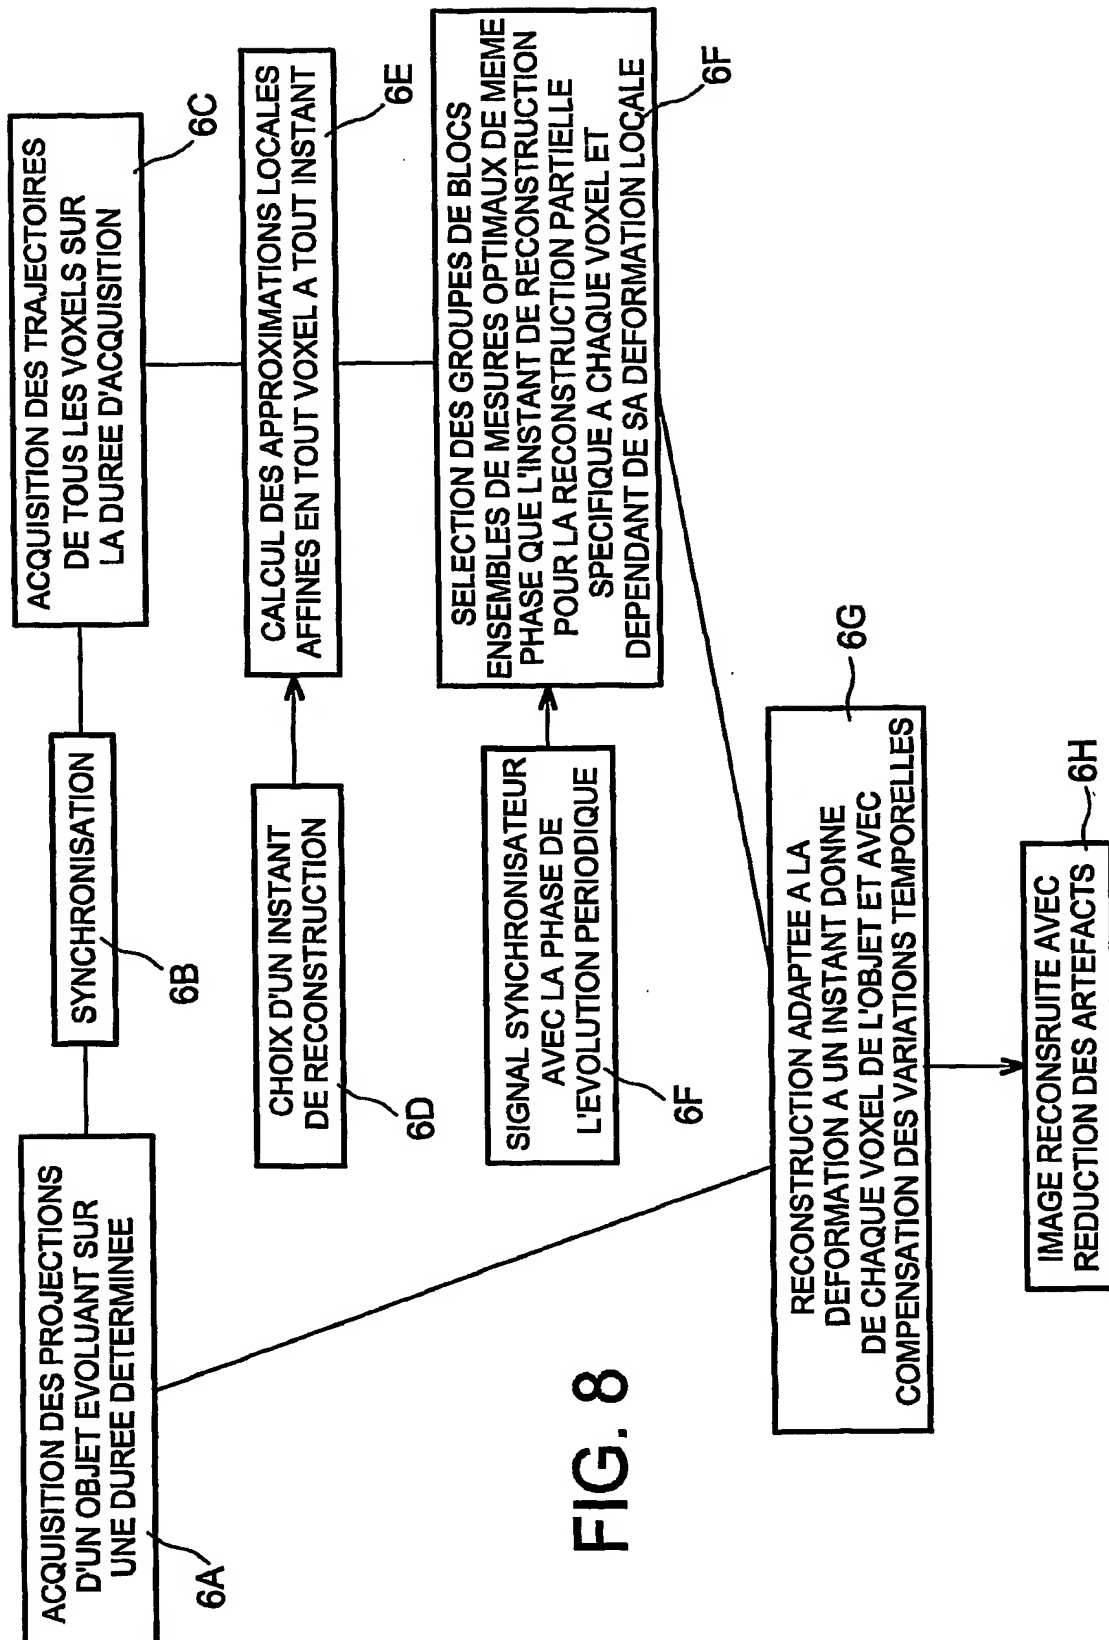 ACQUISITION DES PROJECTIONS
D'UN OBJET EVOLUANT SUR
UNE DUREE DETERMINEE
6A
SYNCHRONISATION
6B
ACQUISITION DES TRAJECTOIRES
DE TOUS LES VOXELS SUR
LA DUREE D'ACQUISITION
6C
CHOIX D'UN INSTANT
DE RECONSTRUCTION
6D
CALCUL DES APPROXIMATIONS LOCALES
AFFINES EN TOUT VOXEL A TOUT INSTANT
6E
SIGNAL SYNCHRONISATEUR
AVEC LA PHASE DE
L'EVOLUTION PERIODIQUE
6F
SELECTION DES GROUPES DE BLOCS
ENSEMBLES DE MESURES OPTIMAUX DE MEME
PHASE QUE L'INSTANT DE RECONSTRUCTION
POUR LA RECONSTRUCTION PARTIELLE
SPECIFIQUE A CHAQUE VOXEL ET
DEPENDANT DE SA DEFORMATION LOCALE
6F
RECONSTRUCTION ADAPTEE A LA
DEFORMATION A UN INSTANT DONNE
DE CHAQUE VOXEL DE L'OBJET ET AVEC
COMPENSATION DES VARIATIONS TEMPORELLES
6G
IMAGE RECONSRUITE AVEC
REDUCTION DES ARTEFACTS
6H
FIG. 8